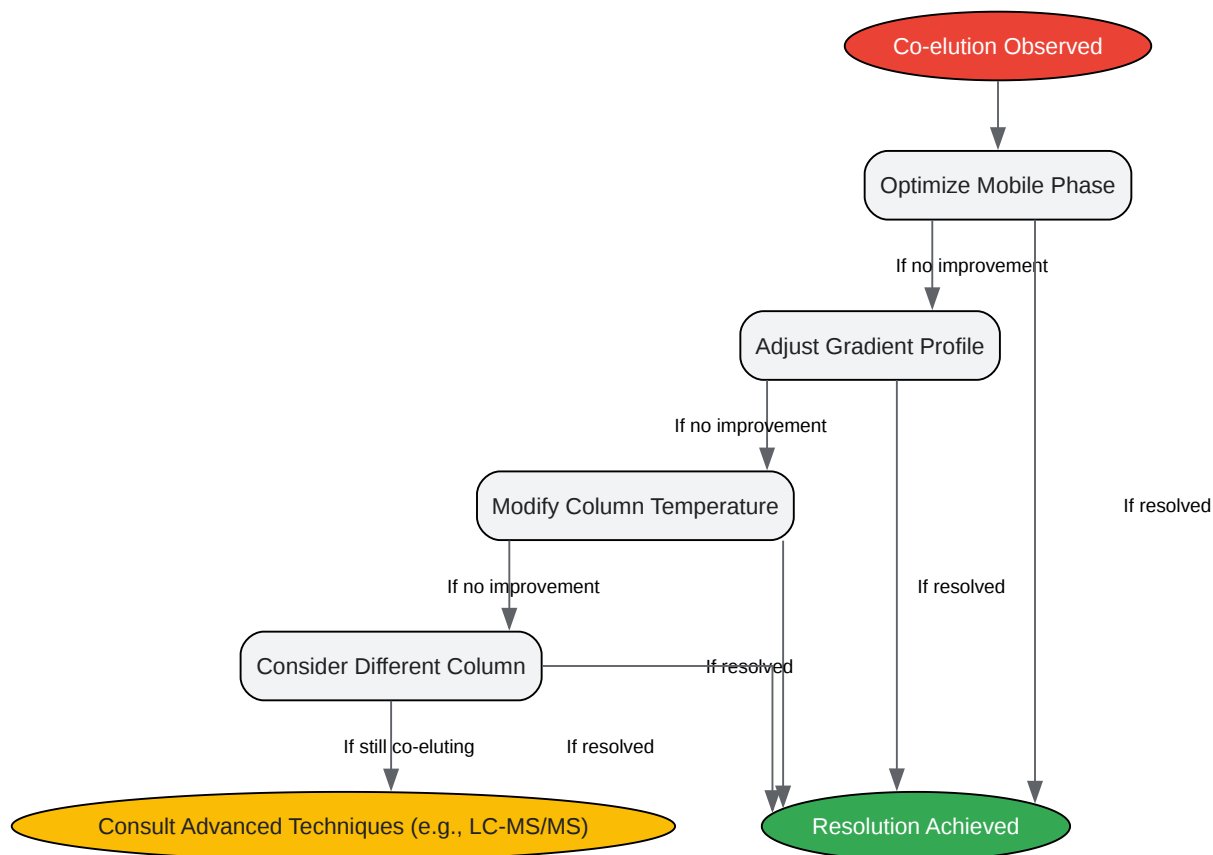 Co-elution Observed
Optimize Mobile Phase
If no improvement
Adjust Gradient Profile
If no improvement
Modify Column Temperature
If resolved
If no improvement
If resolved
Consider Different Column
If resolved
If still co-eluting
If resolved
Consult Advanced Techniques (e.g., LC-MS/MS)
Resolution Achieved